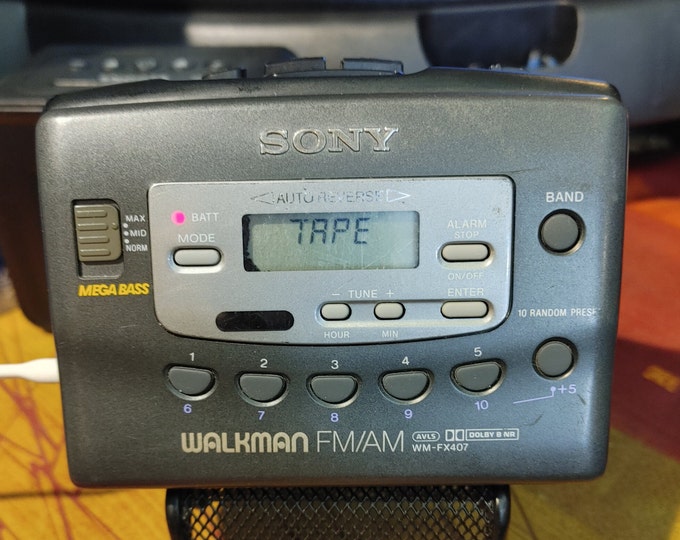 SONY
AUTO REVERSE
MAX
MID
NORM
MEGA BASS
BATT
MODE
TAPE
ALARM
STOP
ON/OFF
BAND
− TUNE +
HOUR MIN
ENTER
10 RANDOM PRESE
1 2 3 4 5
6 7 8 9 10
+5
WALKMAN FM/AM
AVLS DOLBY B NR
WM-FX407